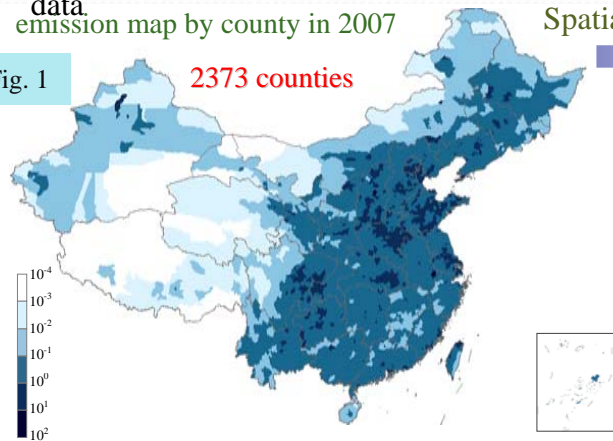 data
emission map by county in 2007
Spatia
ig. 1
2373 counties
10⁻⁴
10⁻³
10⁻²
10⁻¹
10⁰
10¹
10²